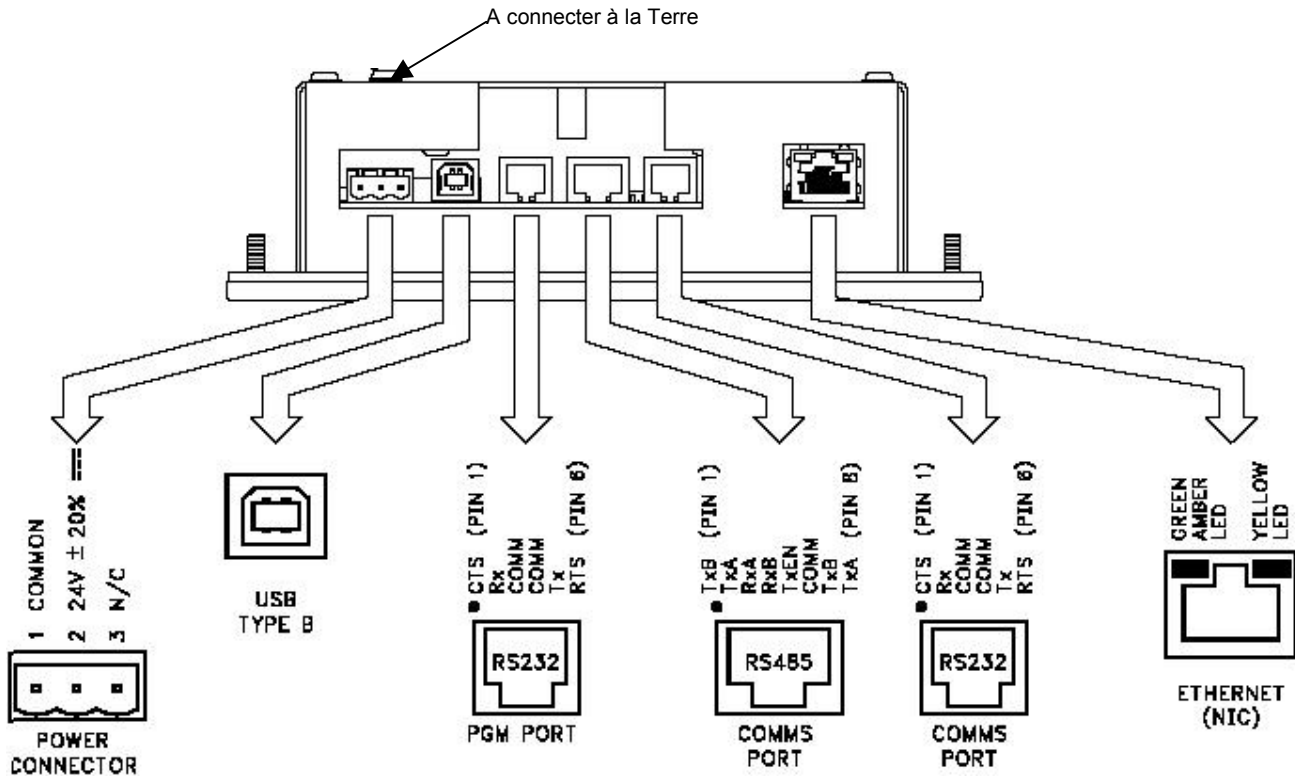 A connecter à la Terre
1 COMMON
2 24V ± 20%
3 N/C
POWER
CONNECTOR
USB
TYPE B
CTS (PIN 1)
Rx
COMM
COMM
Tx
RTS (PIN 6)
RS232
PGM PORT
TxB (PIN 1)
TxA
RxA
RxB
TxEN
COMM
TxB
TxA (PIN 8)
RS485
COMMS
PORT
CTS (PIN 1)
Rx
COMM
COMM
Tx
RTS (PIN 6)
RS232
COMMS
PORT
GREEN
AMBER
LED
YELLOW
LED
ETHERNET
(NIC)